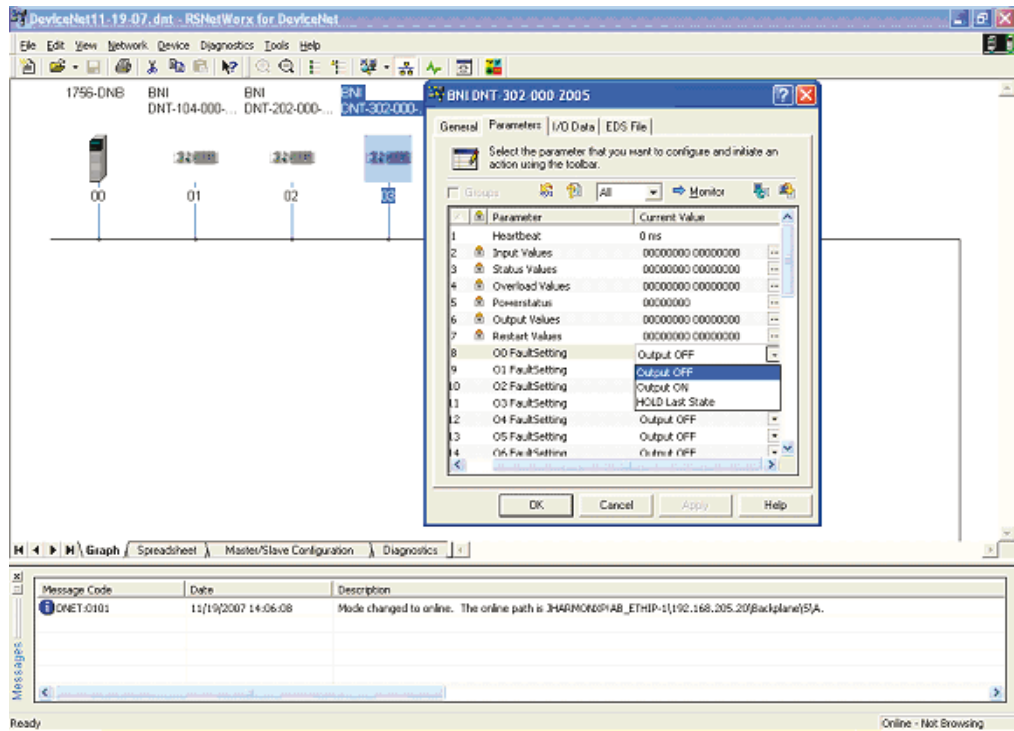 DeviceNet11-19-07.dnt - RSNetWorx for DeviceNet
File Edit View Network Device Diagnostics Tools Help
1756-DNB
BNI DNT-104-000-...
BNI DNT-202-000-...
BNI DNT-302-000-...
00
01
02
03
BNI DNT-302-000 2005
General Parameters I/O Data EDS File
Select the parameter that you want to configure and initiate an
action using the toolbar.
Groups All Monitor
Parameter Current Value
1 Heartbeat 0 ms
2 Input Values 00000000 00000000 ...
3 Status Values 00000000 00000000 ...
4 Overload Values 00000000 00000000 ...
5 Powerstatus 00000000 ...
6 Output Values 00000000 00000000 ...
7 Restart Values 00000000 00000000 ...
8 O0 FaultSetting Output OFF
9 O1 FaultSetting Output OFF
10 O2 FaultSetting Output ON
11 O3 FaultSetting HOLD Last State
12 O4 FaultSetting Output OFF
13 O5 FaultSetting Output OFF
14 O6 FaultSetting Output OFF
OK Cancel Apply Help
Graph Spreadsheet Master/Slave Configuration Diagnostics
Messages
Message Code Date Description
DNET:0101 11/19/2007 14:06:08 Mode changed to online. The online path is JHARMONXP\AB_ETHIP-1\192.168.205.20\Backplane\5\A.
Ready Online - Not Browsing